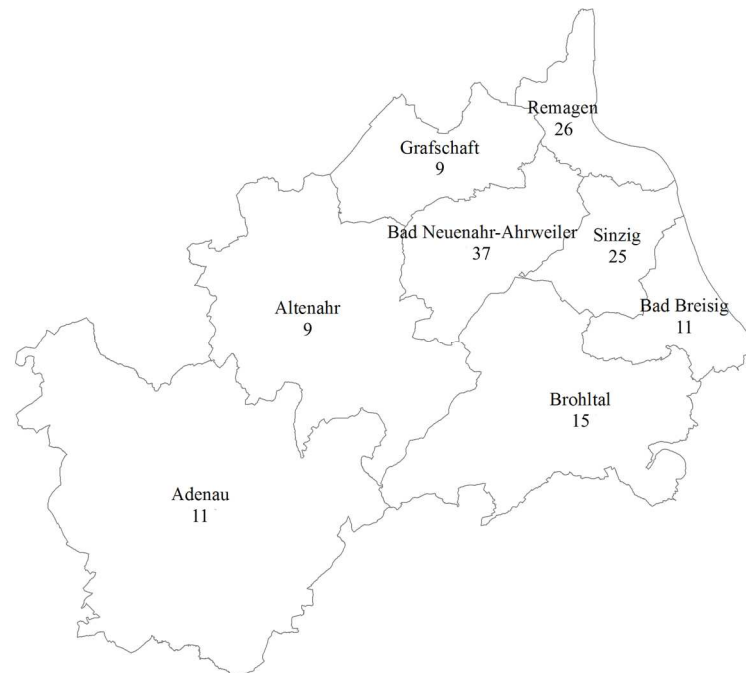 Remagen
26
Grafschaft
9
Bad Neuenahr-Ahrweiler
37
Sinzig
25
Altenahr
9
Bad Breisig
11
Brohltal
15
Adenau
11